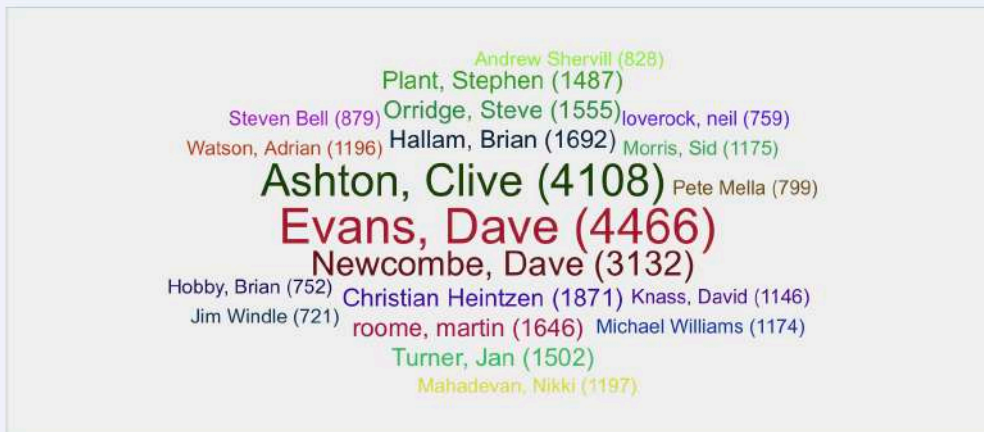 Andrew Shervill (828)
Plant, Stephen (1487)
Steven Bell (879) Orridge, Steve (1555) loverock, neil (759)
Watson, Adrian (1196) Hallam, Brian (1692) Morris, Sid (1175)
Ashton, Clive (4108) Pete Mella (799)
Evans, Dave (4466)
Newcombe, Dave (3132)
Hobby, Brian (752) Christian Heintzen (1871) Knass, David (1146)
Jim Windle (721) roome, martin (1646) Michael Williams (1174)
Turner, Jan (1502)
Mahadevan, Nikki (1197)